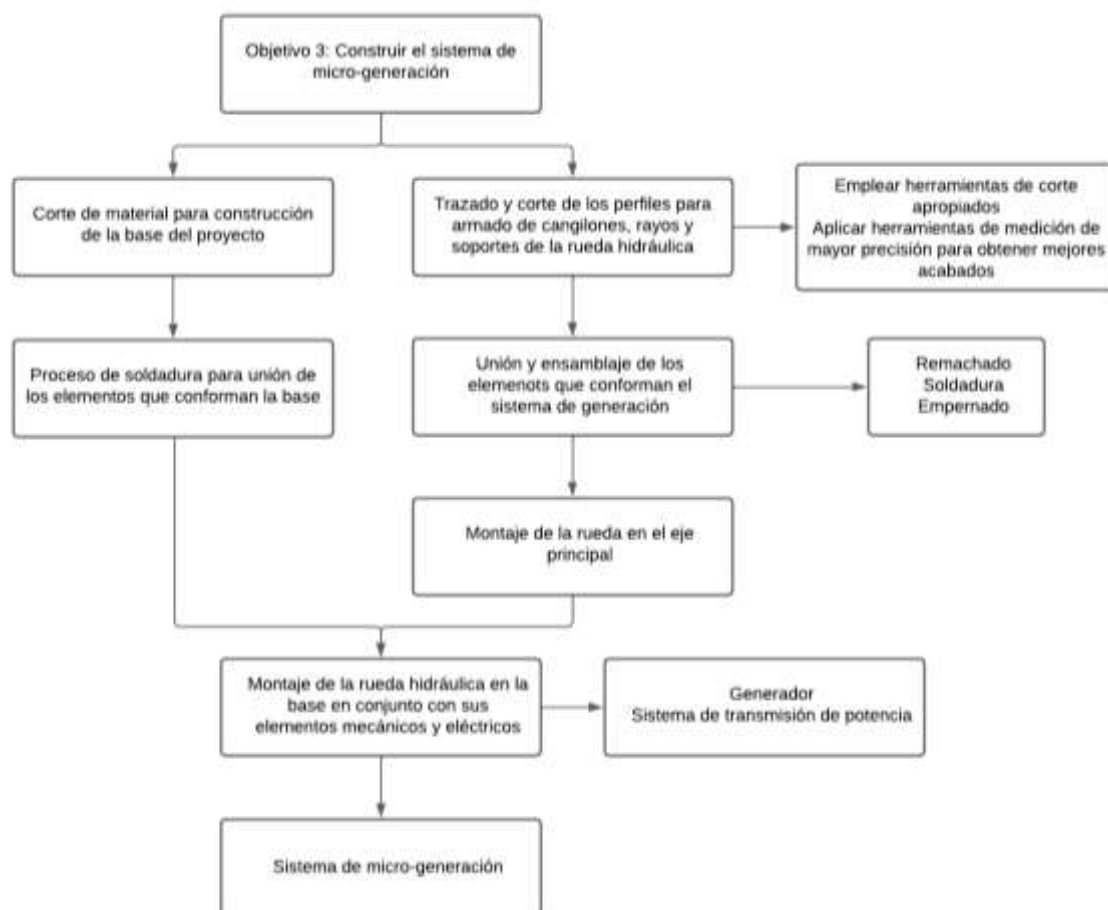 Objetivo 3: Construir el sistema de
micro-generación
Corte de material para construcción
de la base del proyecto
Trazado y corte de los perfiles para
armado de cangilones, rayos y
soportes de la rueda hidráulica
Emplear herramientas de corte
apropiados
Aplicar herramientas de medición de
mayor precisión para obtener mejores
acabados
Proceso de soldadura para unión de
los elementos que conforman la base
Unión y ensamblaje de los
elemenots que conforman el
sistema de generación
Remachado
Soldadura
Empernado
Montaje de la rueda en el eje
principal
Montaje de la rueda hidráulica en la
base en conjunto con sus
elementos mecánicos y eléctricos
Generador
Sistema de transmisión de potencia
Sistema de micro-generación